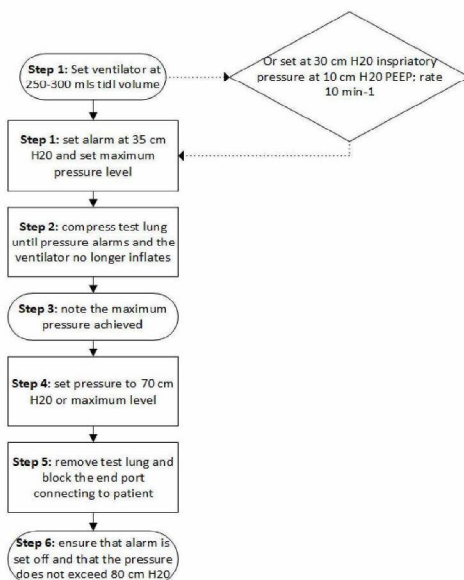 Step 1: Set ventilator at
250-300 mls tidl volume
Or set at 30 cm H20 inspriatory
pressure at 10 cm H20 PEEP; rate
10 min-1
Step 1: set alarm at 35 cm
H20 and set maximum
pressure level
Step 2: compress test lung
until pressure alarms and the
ventilator no longer inflates
Step 3: note the maximum
pressure achieved
Step 4: set pressure to 70 cm
H20 or maximum level
Step 5: remove test lung and
block the end port
connecting to patient
Step 6: ensure that alarm is
set off and that the pressure
does not exceed 80 cm H20